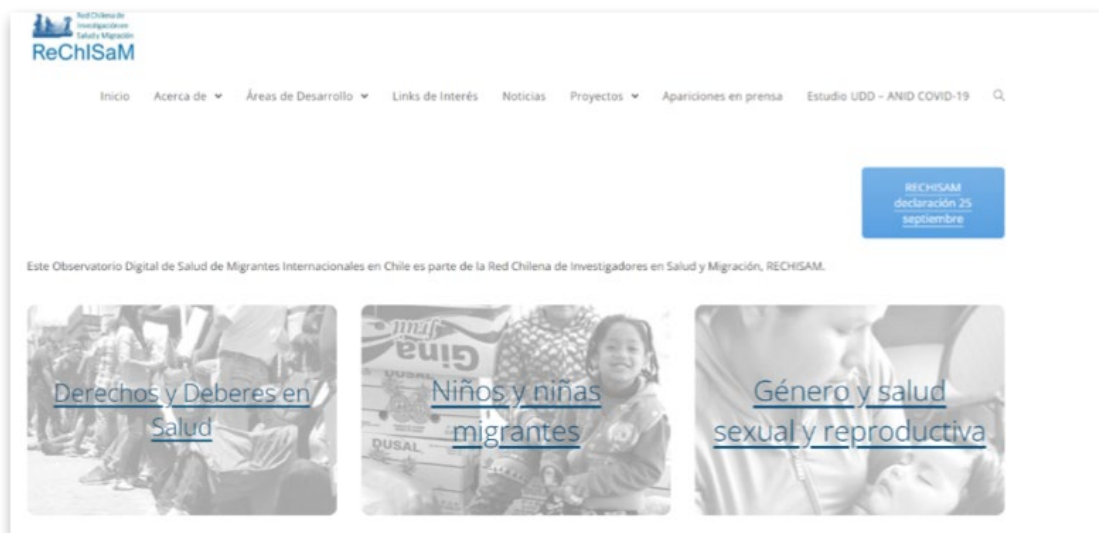 Red Chilena de
Investigación en
Salud y Migración
ReChISaM
Inicio Acerca de Áreas de Desarrollo Links de Interés Noticias Proyectos Apariciones en prensa Estudio UDD – ANID COVID-19
RECHISAM
declaración 25
septiembre
Este Observatorio Digital de Salud de Migrantes Internacionales en Chile es parte de la Red Chilena de Investigadores en Salud y Migración, RECHISAM.
Derechos y Deberes en
Salud
fruit
Gina
DUSAL
DUSAL
Niños y niñas
migrantes
Género y salud
sexual y reproductiva